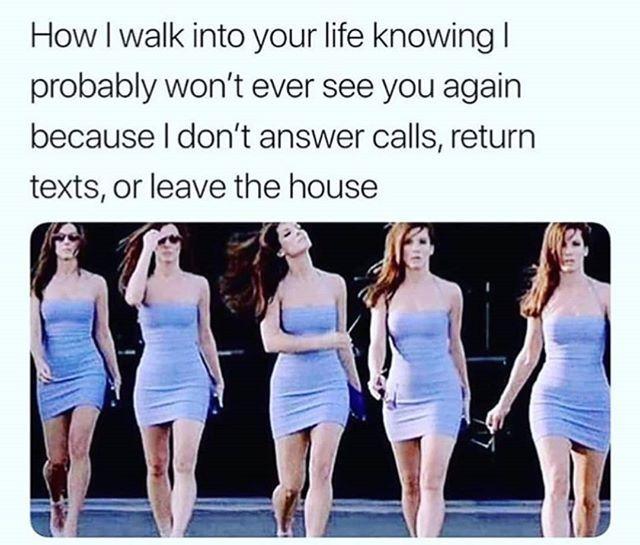 How I walk into your life knowing I
probably won't ever see you again
because I don't answer calls, return
texts, or leave the house